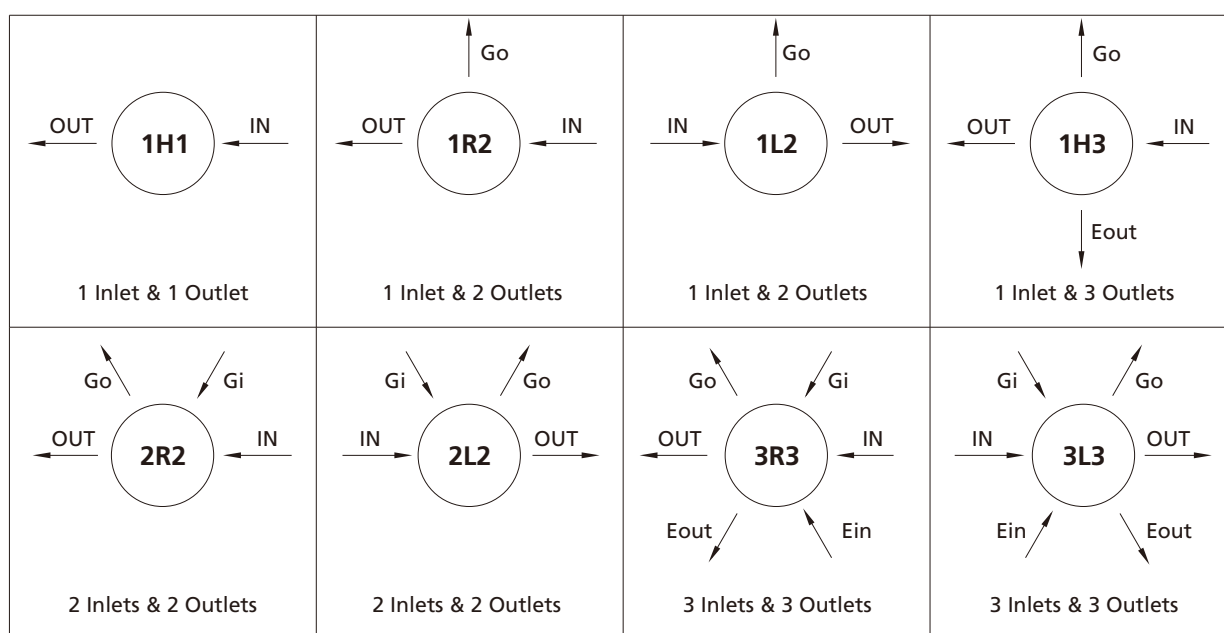 Go
OUT
1H1
IN
1 Inlet & 1 Outlet
OUT
1R2
IN
1 Inlet & 2 Outlets
Go
IN
1L2
OUT
1 Inlet & 2 Outlets
Go
OUT
1H3
IN
Eout
1 Inlet & 3 Outlets
Go
Gi
OUT
2R2
IN
2 Inlets & 2 Outlets
Gi
Go
IN
2L2
OUT
2 Inlets & 2 Outlets
Go
Gi
OUT
3R3
IN
Eout
Ein
3 Inlets & 3 Outlets
Gi
Go
IN
3L3
OUT
Ein
Eout
3 Inlets & 3 Outlets